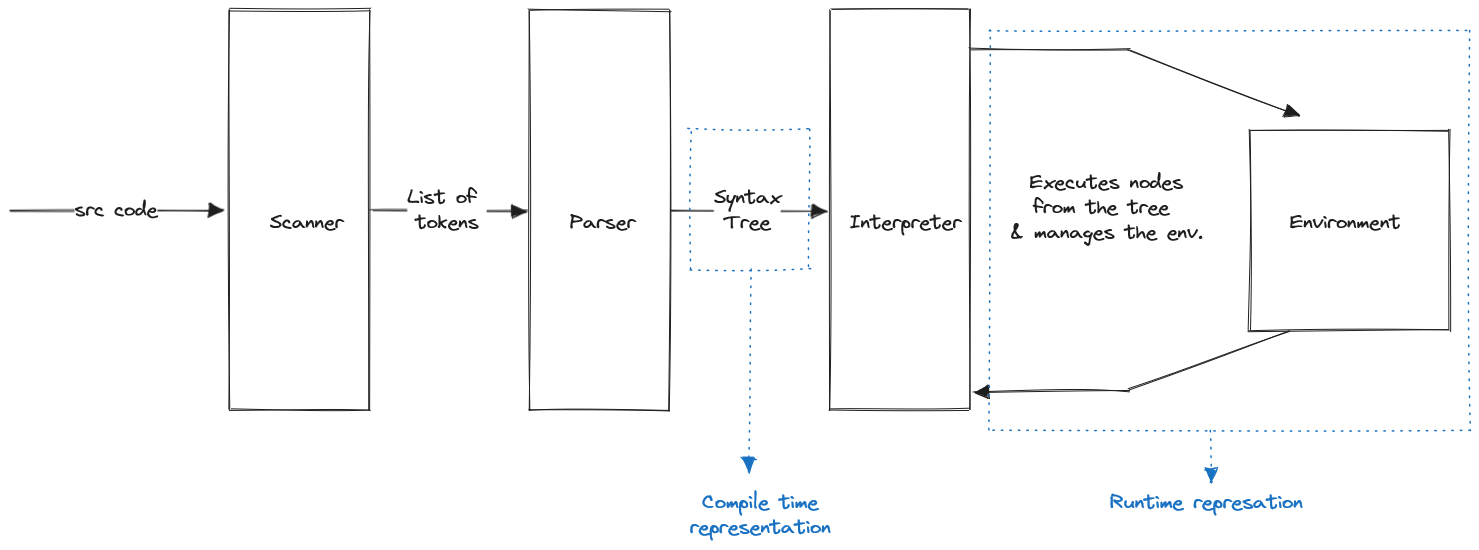 src code
Scanner
List of
tokens
Parser
Syntax
Tree
Interpreter
Executes nodes
from the tree
& manages the env.
Environment
Compile time
representation
Runtime represation